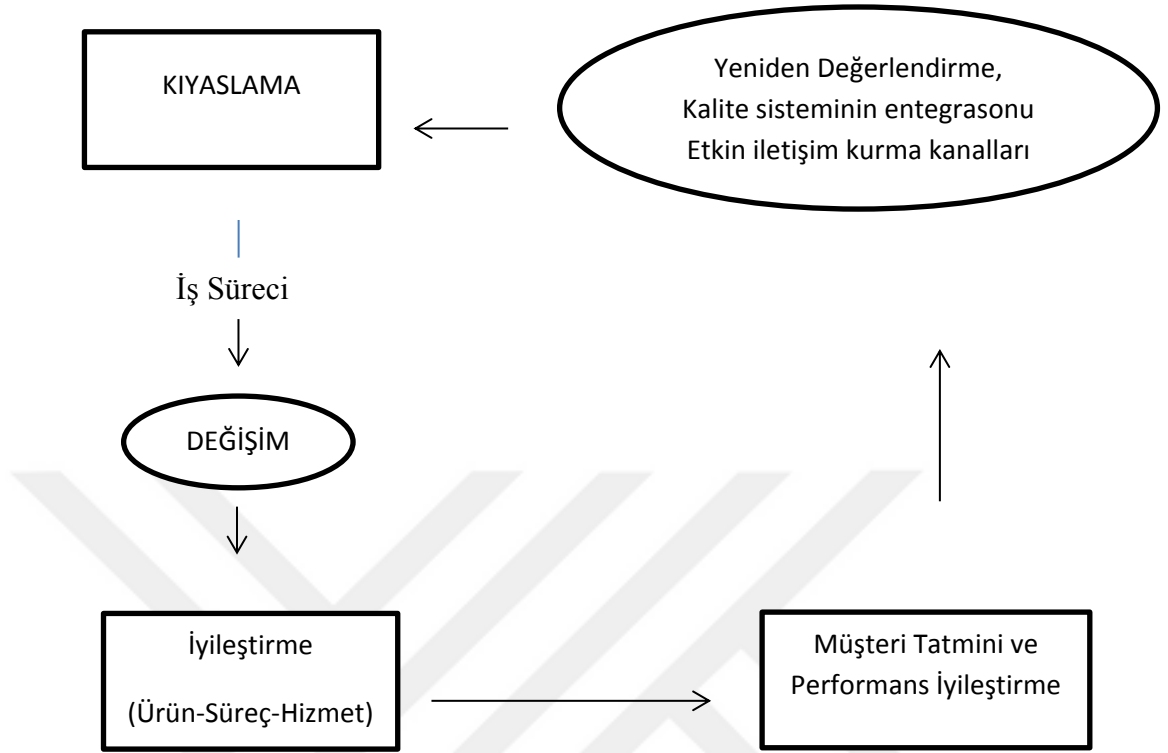 KIYASLAMA
Yeniden Değerlendirme,
Kalite sisteminin entegrasonu
Etkin iletişim kurma kanalları
İş Süreci
DEĞİŞİM
İyileştirme
(Ürün-Süreç-Hizmet)
Müşteri Tatmini ve
Performans İyileştirme